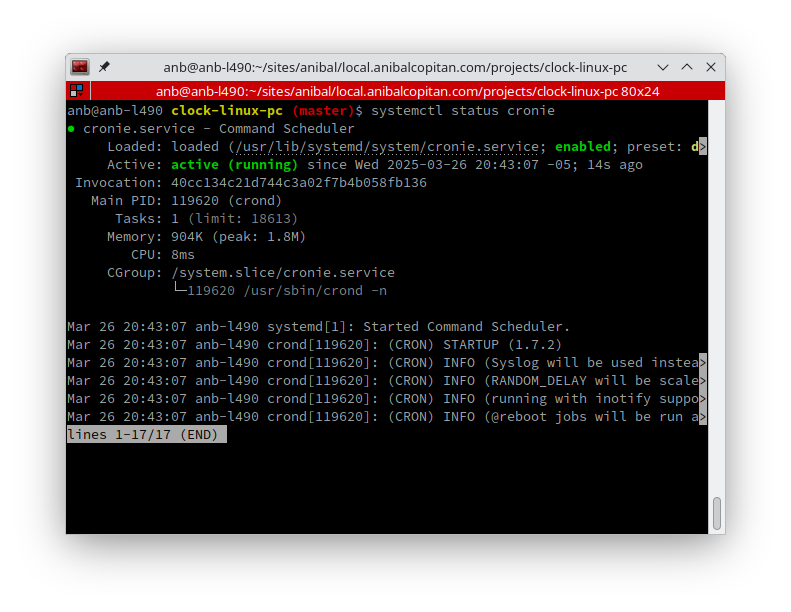 anb@anb-l490:~/sites/anibal/local.anibalcopitan.com/projects/clock-linux-pc
anb@anb-l490:~/sites/anibal/local.anibalcopitan.com/projects/clock-linux-pc 80x24
anb@anb-l490 clock-linux-pc (master)$ systemctl status cronie
● cronie.service - Command Scheduler
     Loaded: loaded (/usr/lib/systemd/system/cronie.service; enabled; preset: d>
     Active: active (running) since Wed 2025-03-26 20:43:07 -05; 14s ago
 Invocation: 40cc134c21d744c3a02f7b4b058fb136
   Main PID: 119620 (crond)
      Tasks: 1 (limit: 18613)
     Memory: 904K (peak: 1.8M)
        CPU: 8ms
     CGroup: /system.slice/cronie.service
             └─119620 /usr/sbin/crond -n
Mar 26 20:43:07 anb-l490 systemd[1]: Started Command Scheduler.
Mar 26 20:43:07 anb-l490 crond[119620]: (CRON) STARTUP (1.7.2)
Mar 26 20:43:07 anb-l490 crond[119620]: (CRON) INFO (Syslog will be used instea>
Mar 26 20:43:07 anb-l490 crond[119620]: (CRON) INFO (RANDOM_DELAY will be scale>
Mar 26 20:43:07 anb-l490 crond[119620]: (CRON) INFO (running with inotify suppo>
Mar 26 20:43:07 anb-l490 crond[119620]: (CRON) INFO (@reboot jobs will be run a>
lines 1-17/17 (END)